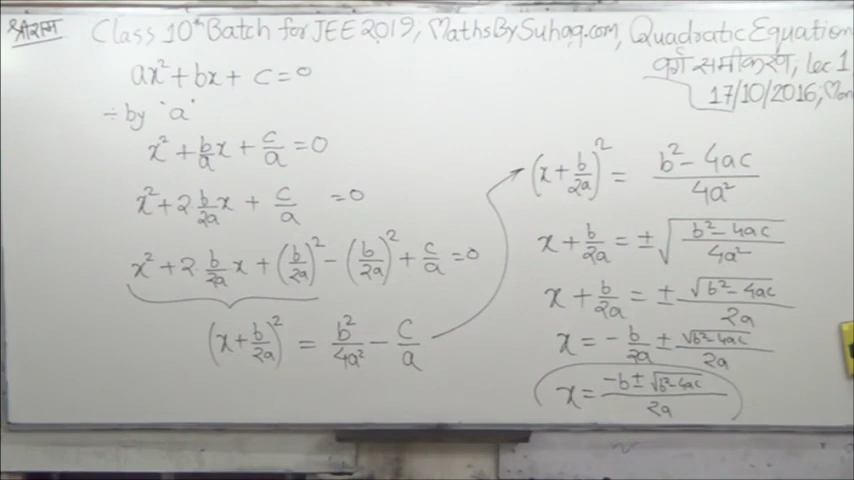 श्रीराम Class 10th Batch for JEE 2019, MathsBySuhag.com, Quadratic Equation
वर्ग समीकरण, lec 1
17/10/2016, Mon
ax² + bx + c = 0
÷ by 'a'
x² + b/a x + c/a = 0
x² + 2·b/2a x + c/a = 0
x² + 2·b/2a x + (b/2a)² − (b/2a)² + c/a = 0
(x + b/2a)² = b²/4a² − c/a
(x + b/2a)² = b² − 4ac / 4a²
x + b/2a = ± √(b² − 4ac / 4a²)
x + b/2a = ± √(b² − 4ac) / 2a
x = − b/2a ± √(b² − 4ac) / 2a
x = −b ± √(b² − 4ac) / 2a